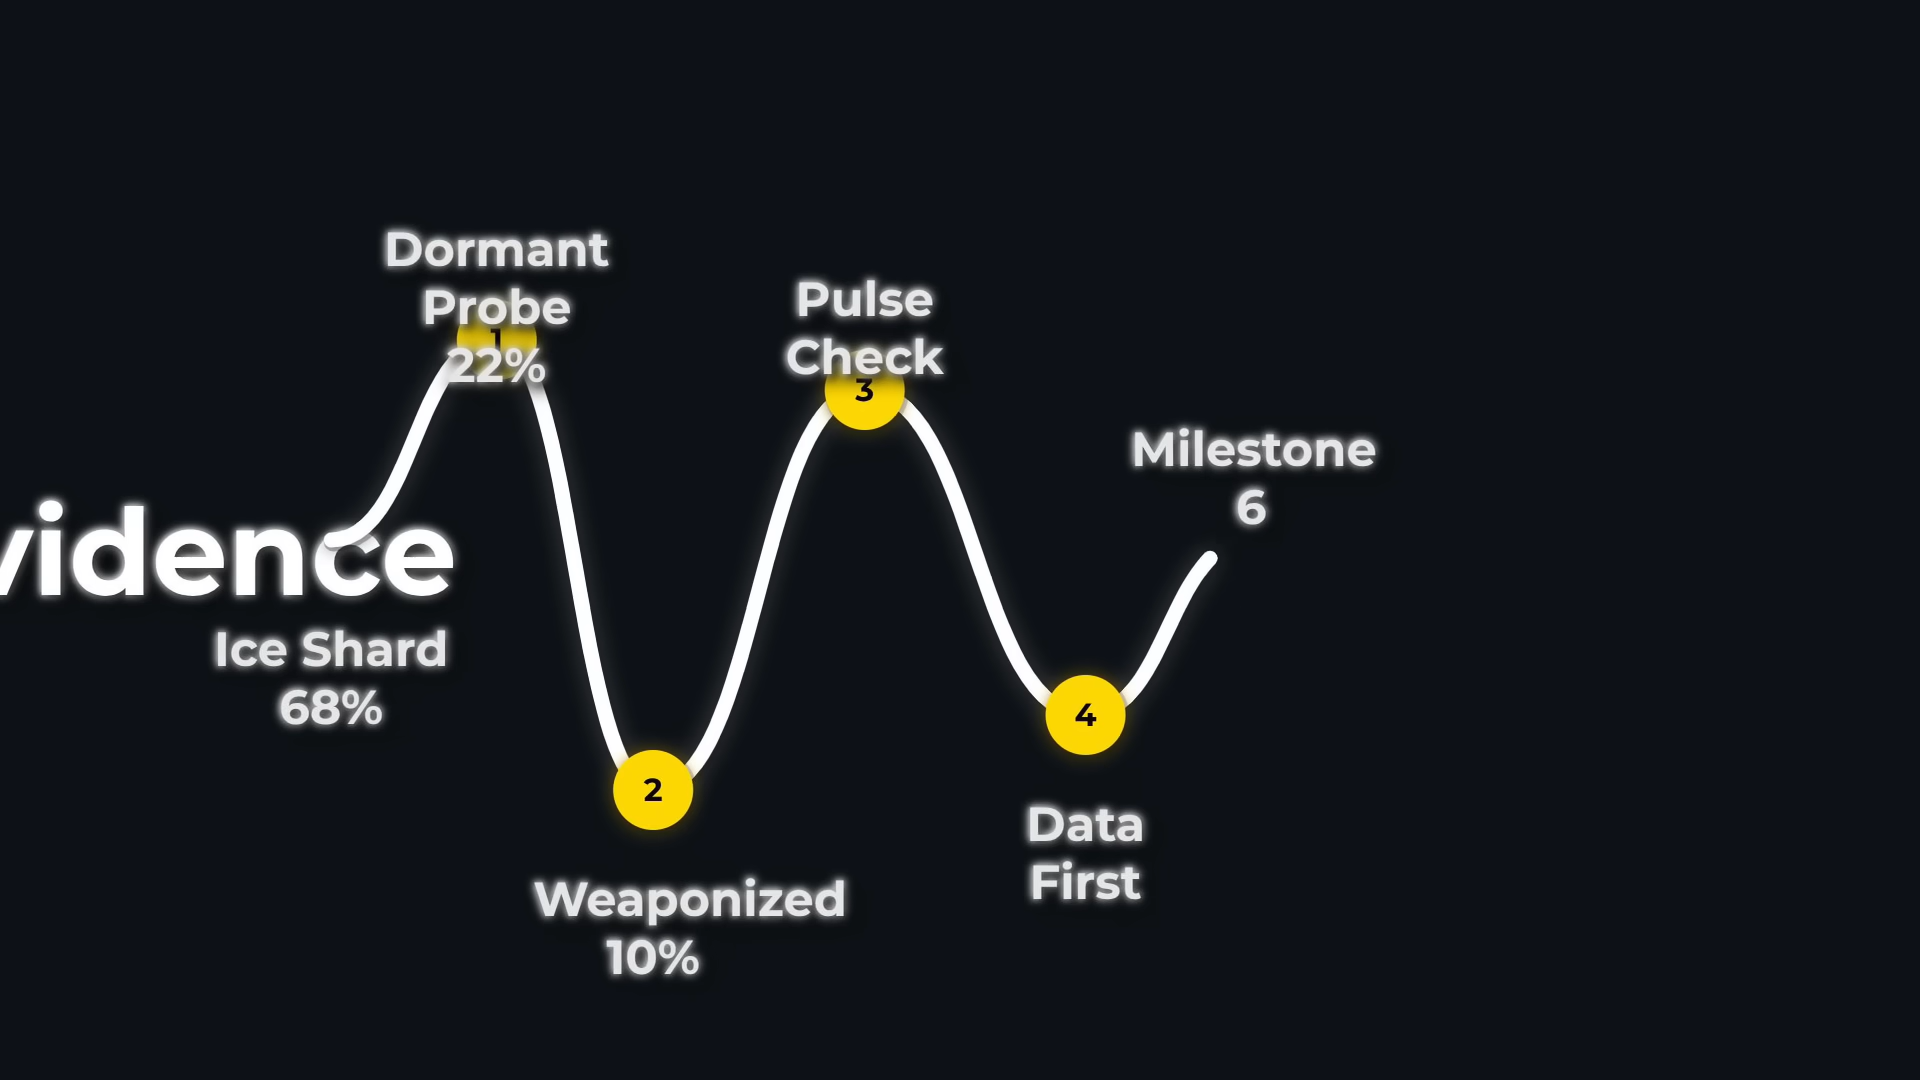 vidence
Ice Shard
68%
Dormant
Probe
1
22%
2
Weaponized
10%
Pulse
Check
3
4
Data
First
Milestone
6